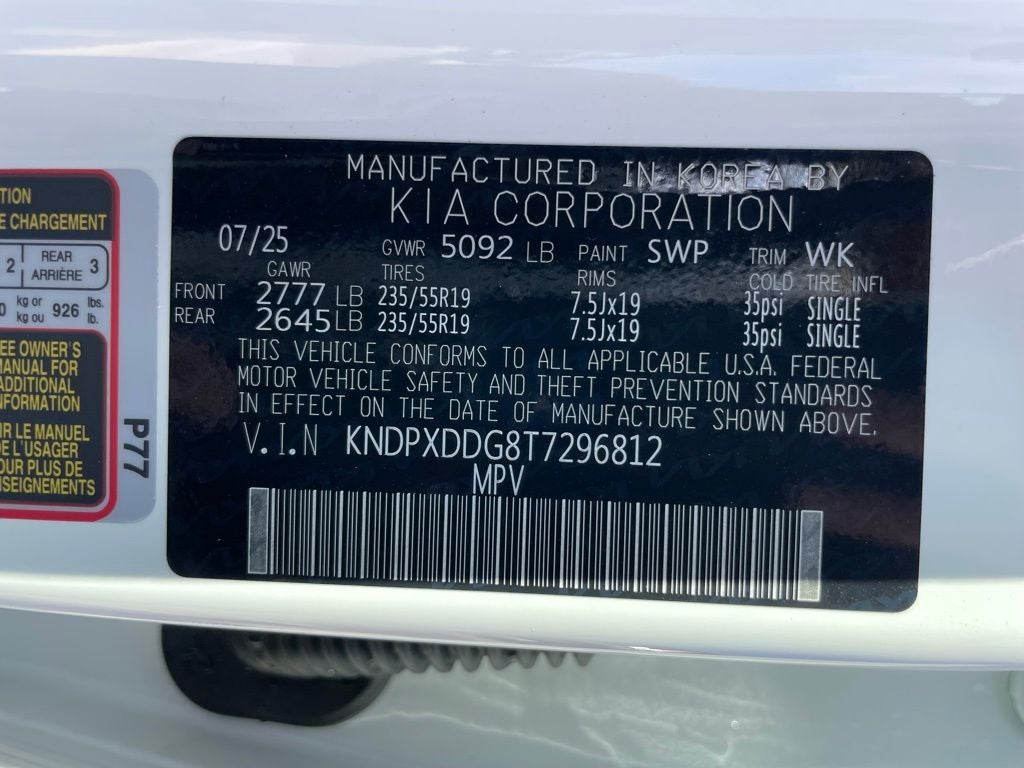 TION
E CHARGEMENT
2 REAR ARRIÈRE 3
0 kg or kg ou 926 lbs. lb.
EE OWNER'S
MANUAL FOR
ADDITIONAL
NFORMATION
IR LE MANUEL
DE L'USAGER
OUR PLUS DE
NSEIGNEMENTS
P77
MANUFACTURED IN KOREA BY
KIA CORPORATION
07/25 GVWR 5092 LB PAINT SWP TRIM WK
GAWR TIRES RIMS COLD TIRE INFL
FRONT 2777 LB 235/55R19 7.5Jx19 35psi SINGLE
REAR 2645 LB 235/55R19 7.5Jx19 35psi SINGLE
THIS VEHICLE CONFORMS TO ALL APPLICABLE U.S.A. FEDERAL
MOTOR VEHICLE SAFETY AND THEFT PREVENTION STANDARDS
IN EFFECT ON THE DATE OF MANUFACTURE SHOWN ABOVE.
V.I.N KNDPXDDG8T7296812
MPV